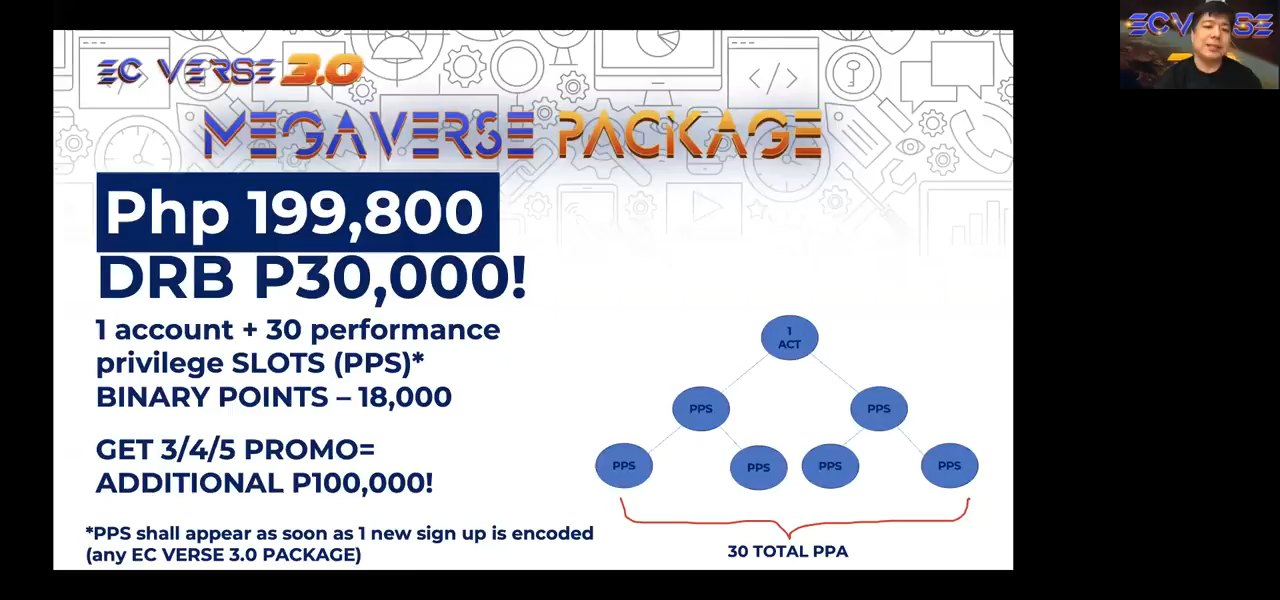 EC VERSE
EC VERSE 3.0
MEGAVERSE PACKAGE
Php 199,800
DRB P30,000!
1 account + 30 performance
privilege SLOTS (PPS)*
BINARY POINTS – 18,000
GET 3/4/5 PROMO=
ADDITIONAL P100,000!
*PPS shall appear as soon as 1 new sign up is encoded
(any EC VERSE 3.0 PACKAGE)
1
ACT
PPS
PPS
PPS
PPS
PPS
PPS
30 TOTAL PPA